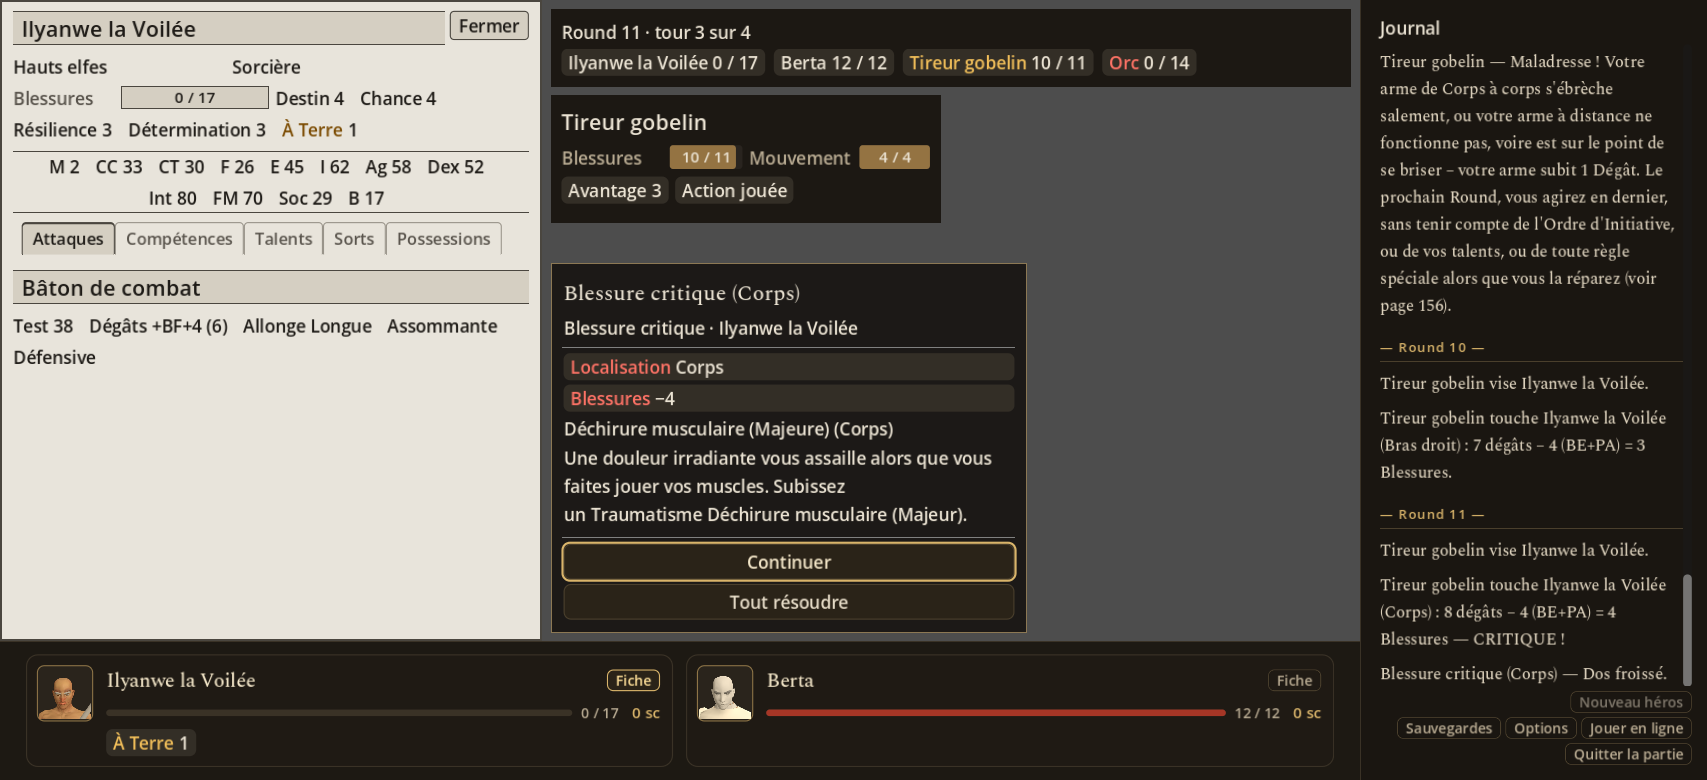 Ilyanwe la Voilée
Fermer
Hauts elfes Sorcière
Blessures 0 / 17 Destin 4 Chance 4
Résilience 3 Détermination 3 À Terre 1
M 2 CC 33 CT 30 F 26 E 45 I 62 Ag 58 Dex 52
Int 80 FM 70 Soc 29 B 17
Attaques Compétences Talents Sorts Possessions
Bâton de combat
Test 38 Dégâts +BF+4 (6) Allonge Longue Assommante
Défensive
Round 11 · tour 3 sur 4
Ilyanwe la Voilée 0 / 17 Berta 12 / 12 Tireur gobelin 10 / 11 Orc 0 / 14
Tireur gobelin
Blessures 10 / 11 Mouvement 4 / 4
Avantage 3 Action jouée
Blessure critique (Corps)
Blessure critique · Ilyanwe la Voilée
Localisation Corps
Blessures −4
Déchirure musculaire (Majeure) (Corps)
Une douleur irradiante vous assaille alors que vous
faites jouer vos muscles. Subissez
un Traumatisme Déchirure musculaire (Majeur).
Continuer
Tout résoudre
Ilyanwe la Voilée Fiche
0 / 17 0 sc
À Terre 1
Berta Fiche
12 / 12 0 sc
Journal
Tireur gobelin — Maladresse ! Votre
arme de Corps à corps s'ébrèche
salement, ou votre arme à distance ne
fonctionne pas, voire est sur le point de
se briser – votre arme subit 1 Dégât. Le
prochain Round, vous agirez en dernier,
sans tenir compte de l'Ordre d'Initiative,
ou de vos talents, ou de toute règle
spéciale alors que vous la réparez (voir
page 156).
— Round 10 —
Tireur gobelin vise Ilyanwe la Voilée.
Tireur gobelin touche Ilyanwe la Voilée
(Bras droit) : 7 dégâts − 4 (BE+PA) = 3
Blessures.
— Round 11 —
Tireur gobelin vise Ilyanwe la Voilée.
Tireur gobelin touche Ilyanwe la Voilée
(Corps) : 8 dégâts − 4 (BE+PA) = 4
Blessures — CRITIQUE !
Blessure critique (Corps) — Dos froissé.
Nouveau héros
Sauvegardes Options Jouer en ligne
Quitter la partie